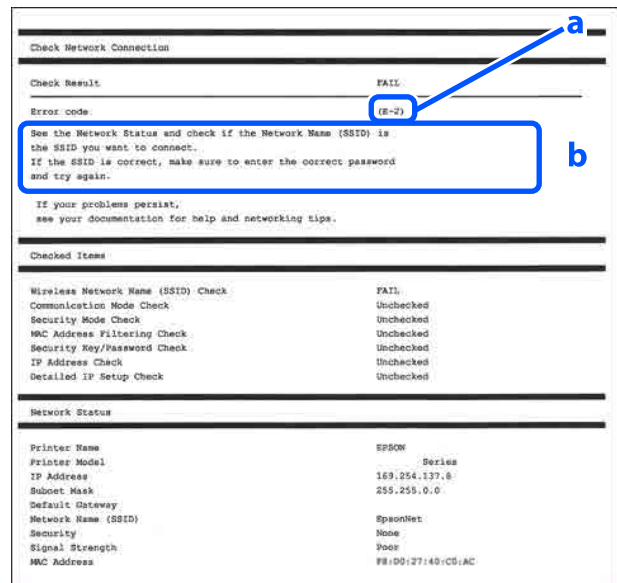 a
Check Network Connection
Check Result FAIL
Error code (E-2)
See the Network Status and check if the Network Name (SSID) is
the SSID you want to connect.
If the SSID is correct, make sure to enter the correct password
and try again.
b
If your problems persist,
see your documentation for help and networking tips.
Checked Items
Wireless Network Name (SSID) Check FAIL
Communication Mode Check Unchecked
Security Mode Check Unchecked
MAC Address Filtering Check Unchecked
Security Key/Password Check Unchecked
IP Address Check Unchecked
Detailed IP Setup Check Unchecked
Network Status
Printer Name EPSON
Printer Model Series
IP Address 169.254.137.8
Subnet Mask 255.255.0.0
Default Gateway
Network Name (SSID) EpsonNet
Security None
Signal Strength Poor
MAC Address F8:D0:27:40:C0:AC